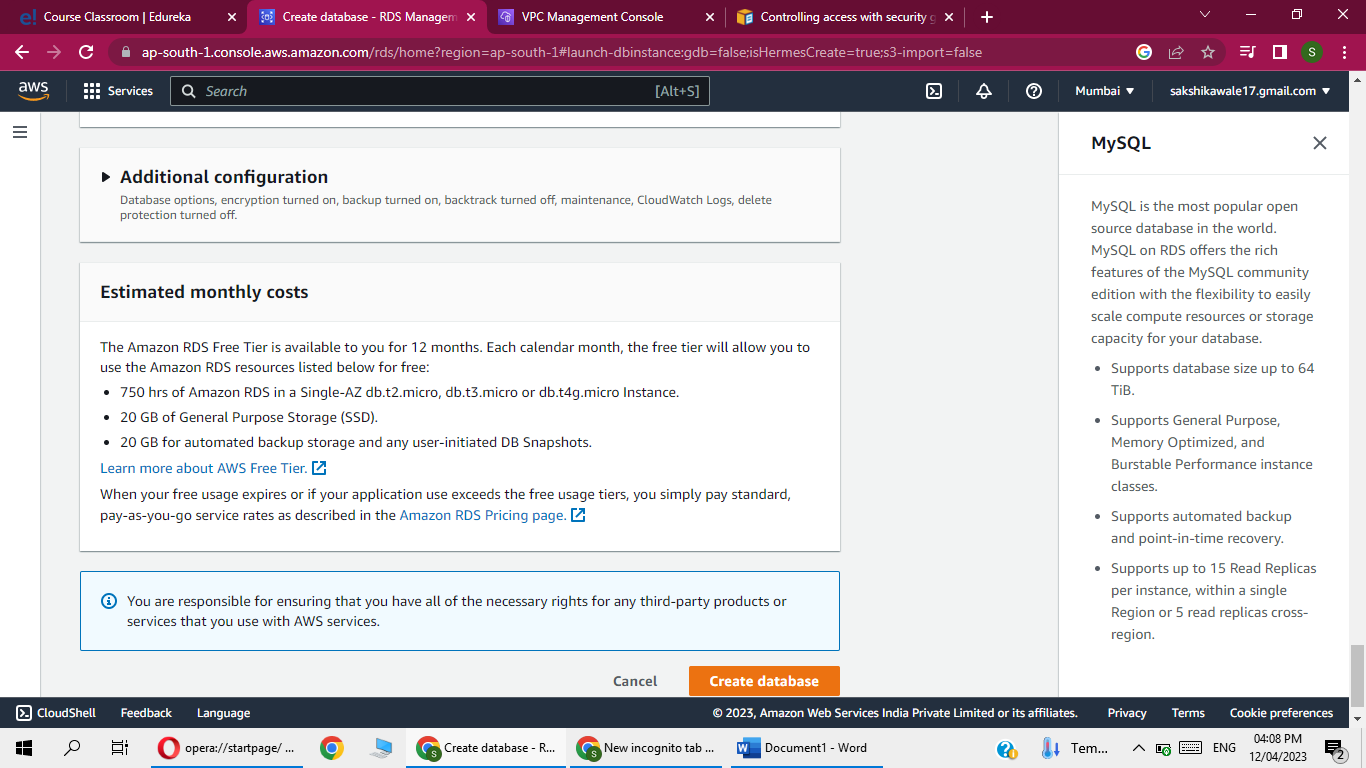 e! Course Classroom | Edureka
Create database - RDS Managem
VPC Management Console
Controlling access with security g
ap-south-1.console.aws.amazon.com/rds/home?region=ap-south-1#launch-dbinstance:gdb=false;isHermesCreate=true;s3-import=false
G
S
aws
Services
Search
[Alt+S]
Mumbai
sakshikawale17.gmail.com
Additional configuration
Database options, encryption turned on, backup turned on, backtrack turned off, maintenance, CloudWatch Logs, delete
protection turned off.
Estimated monthly costs
The Amazon RDS Free Tier is available to you for 12 months. Each calendar month, the free tier will allow you to
use the Amazon RDS resources listed below for free:
• 750 hrs of Amazon RDS in a Single-AZ db.t2.micro, db.t3.micro or db.t4g.micro Instance.
• 20 GB of General Purpose Storage (SSD).
• 20 GB for automated backup storage and any user-initiated DB Snapshots.
Learn more about AWS Free Tier.
When your free usage expires or if your application use exceeds the free usage tiers, you simply pay standard,
pay-as-you-go service rates as described in the Amazon RDS Pricing page.
You are responsible for ensuring that you have all of the necessary rights for any third-party products or
services that you use with AWS services.
Cancel
Create database
MySQL
MySQL is the most popular open
source database in the world.
MySQL on RDS offers the rich
features of the MySQL community
edition with the flexibility to easily
scale compute resources or storage
capacity for your database.
• Supports database size up to 64
TiB.
• Supports General Purpose,
Memory Optimized, and
Burstable Performance instance
classes.
• Supports automated backup
and point-in-time recovery.
• Supports up to 15 Read Replicas
per instance, within a single
Region or 5 read replicas cross-
region.
CloudShell
Feedback
Language
© 2023, Amazon Web Services India Private Limited or its affiliates.
Privacy
Terms
Cookie preferences
opera://startpage/ ...
S
Create database - R...
S
New incognito tab ...
W
Document1 - Word
Tem...
ENG
04:08 PM
12/04/2023
2